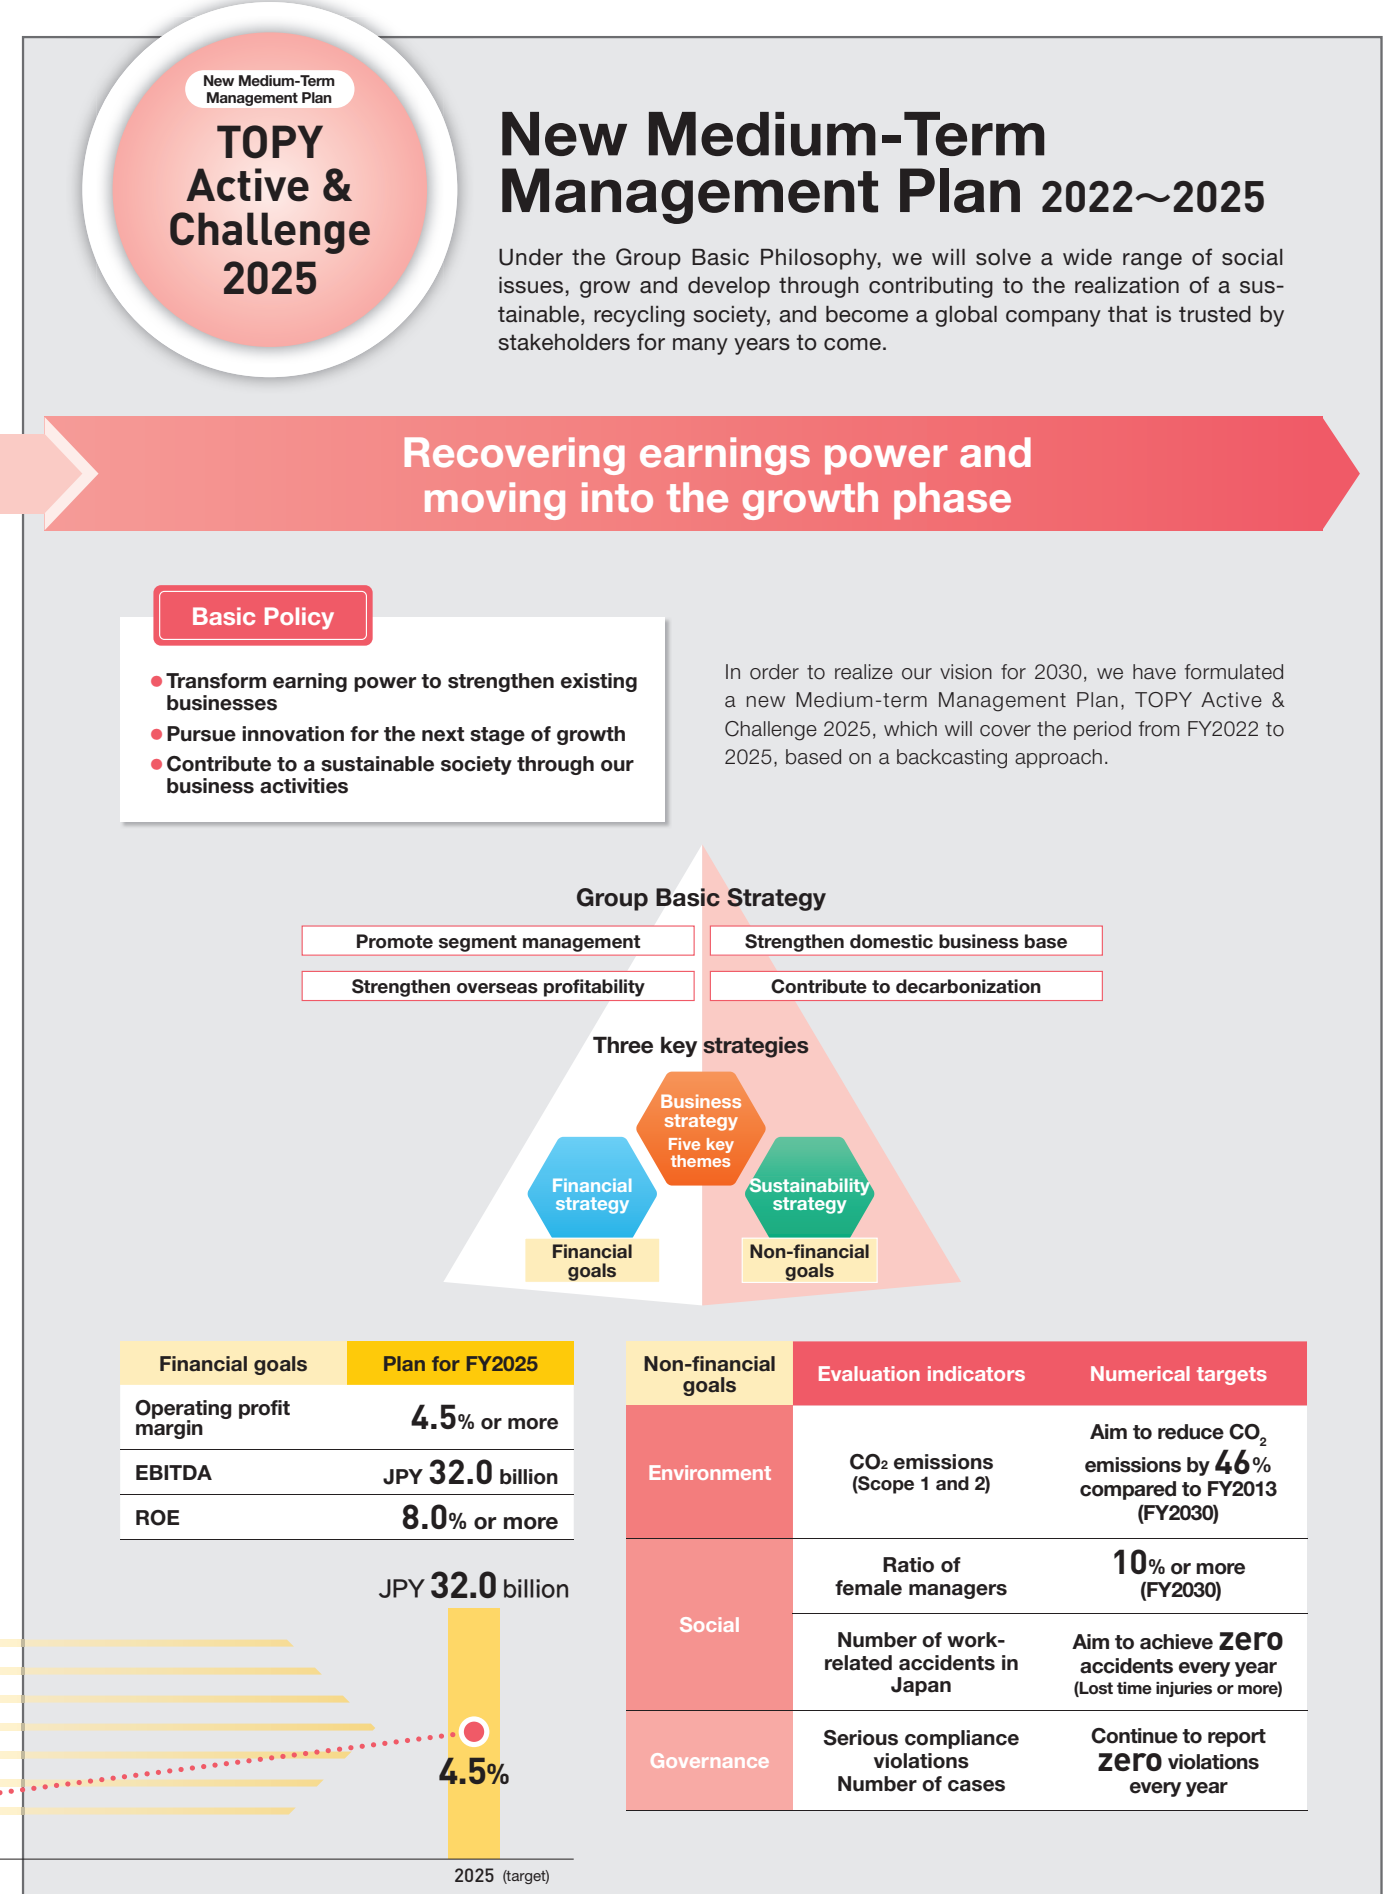 New Medium-Term
Management Plan
TOPY
Active &
Challenge
2025
New Medium-Term
Management Plan 2022～2025
Under the Group Basic Philosophy, we will solve a wide range of social
issues, grow and develop through contributing to the realization of a sus-
tainable, recycling society, and become a global company that is trusted by
stakeholders for many years to come.
Recovering earnings power and
moving into the growth phase
Basic Policy
● Transform earning power to strengthen existing
businesses
● Pursue innovation for the next stage of growth
● Contribute to a sustainable society through our
business activities
In order to realize our vision for 2030, we have formulated
a new Medium-term Management Plan, TOPY Active &
Challenge 2025, which will cover the period from FY2022 to
2025, based on a backcasting approach.
Group Basic Strategy
Promote segment management
Strengthen domestic business base
Strengthen overseas profitability
Contribute to decarbonization
Three key strategies
Business
strategy
Five key
themes
Financial
strategy
Sustainability
strategy
Financial
goals
Non-financial
goals
Financial goals
Plan for FY2025
Operating profit
margin
4.5% or more
EBITDA
JPY 32.0 billion
ROE
8.0% or more
JPY 32.0 billion
4.5%
2025 (target)
Non-financial
goals
Evaluation indicators
Numerical targets
Environment
CO₂ emissions
(Scope 1 and 2)
Aim to reduce CO₂
emissions by 46%
compared to FY2013
(FY2030)
Social
Ratio of
female managers
10% or more
(FY2030)
Number of work-
related accidents in
Japan
Aim to achieve zero
accidents every year
(Lost time injuries or more)
Governance
Serious compliance
violations
Number of cases
Continue to report
zero violations
every year